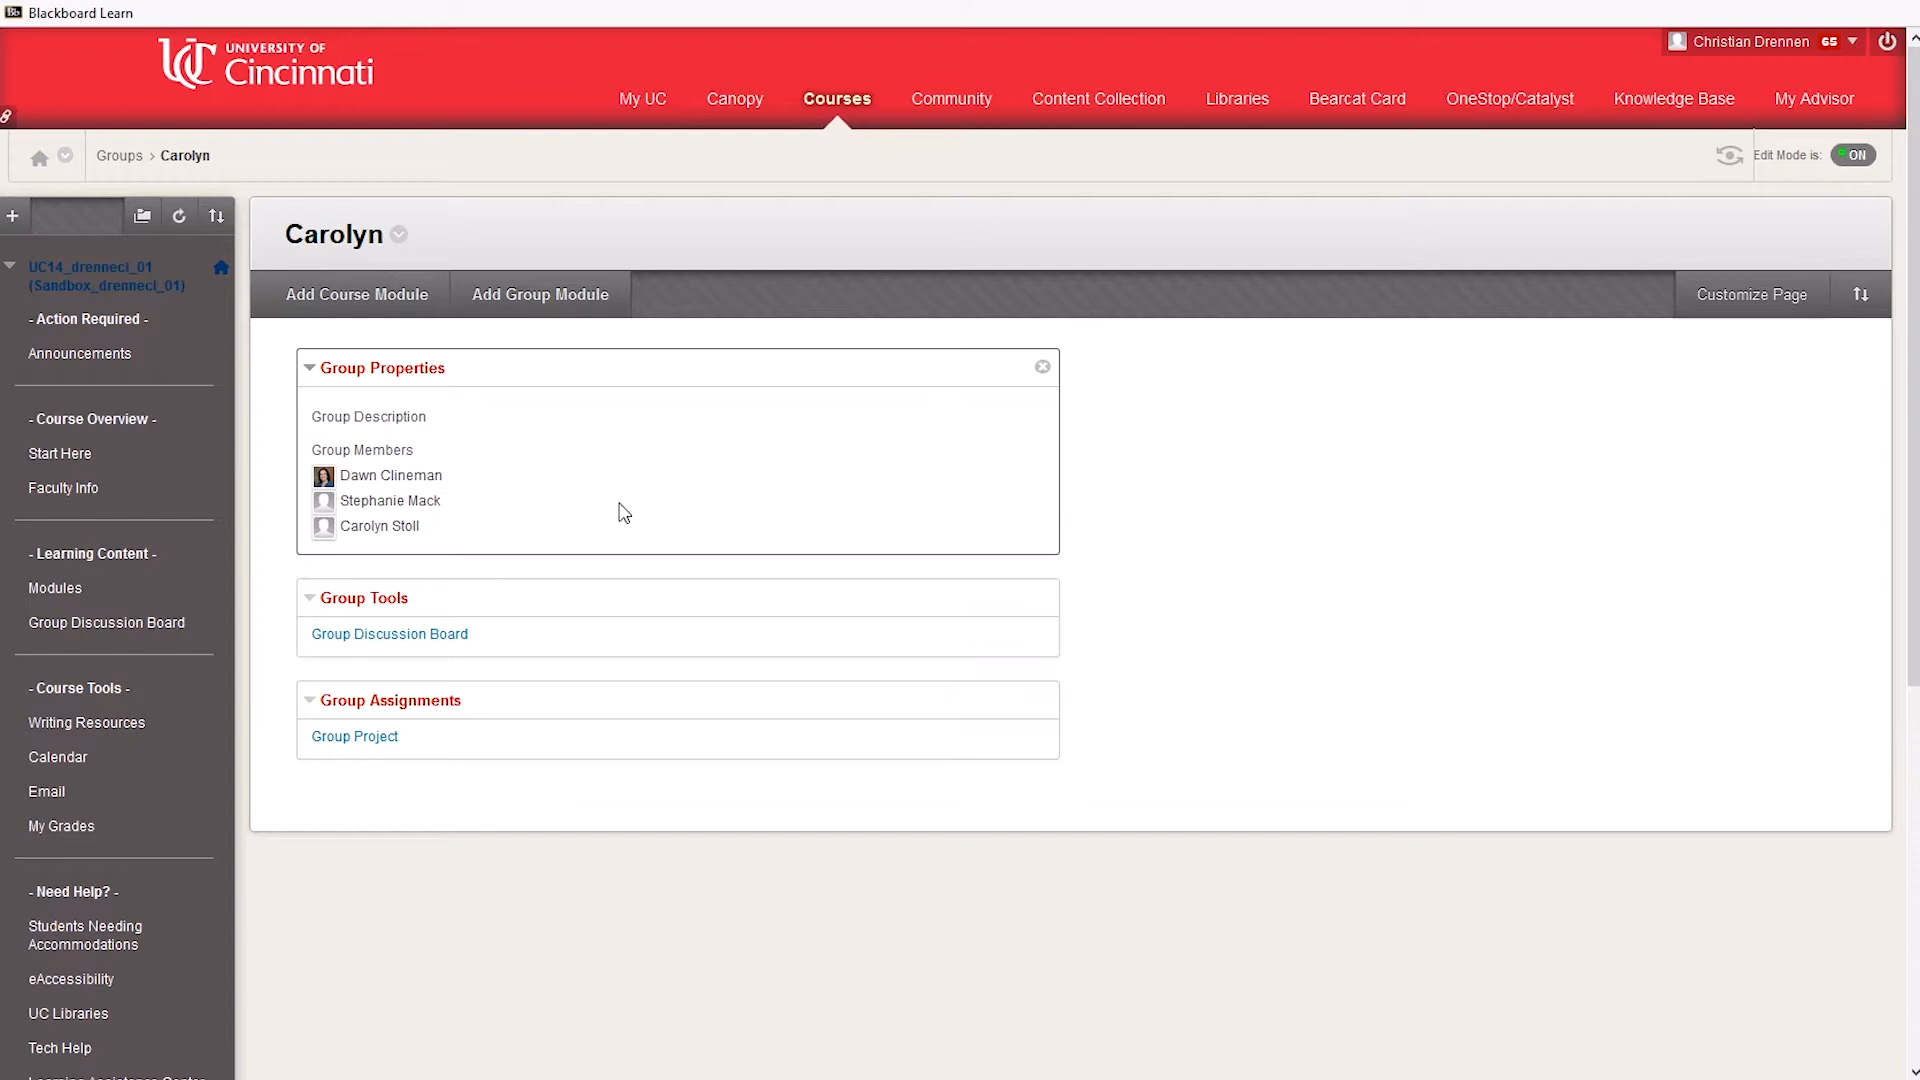 Blackboard Learn
UNIVERSITY OF
Cincinnati
Christian Drennen 65
My UC Canopy Courses Community Content Collection Libraries Bearcat Card OneStop/Catalyst Knowledge Base My Advisor
Groups > Carolyn
Edit Mode is: ON
UC14_drennecl_01
(Sandbox_drennecl_01)
- Action Required -
Announcements
- Course Overview -
Start Here
Faculty Info
- Learning Content -
Modules
Group Discussion Board
- Course Tools -
Writing Resources
Calendar
Email
My Grades
- Need Help? -
Students Needing
Accommodations
eAccessibility
UC Libraries
Tech Help
Carolyn
Add Course Module Add Group Module Customize Page
Group Properties
Group Description
Group Members
Dawn Clineman
Stephanie Mack
Carolyn Stoll
Group Tools
Group Discussion Board
Group Assignments
Group Project